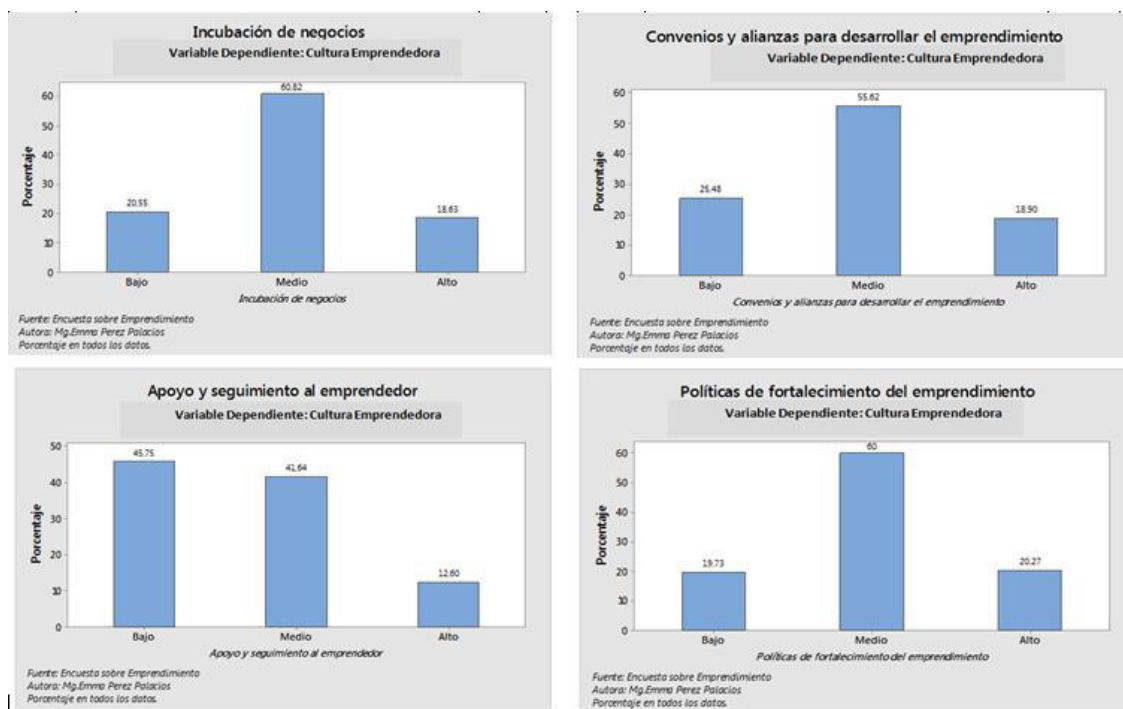 Incubación de negocios
Variable Dependiente: Cultura Emprendedora
Porcentaje
60
50
40
30
20
10
0
20,55
60,82
18,63
Bajo Medio Alto
Incubación de negocios
Fuente: Encuesta sobre Emprendimiento
Autora: Mg.Emma Perez Palacios
Porcentaje en todos los datos.
Convenios y alianzas para desarrollar el emprendimiento
Variable Dependiente: Cultura Emprendedora
Porcentaje
60
50
40
30
20
10
0
25,48
55,62
18,90
Bajo Medio Alto
Convenios y alianzas para desarrollar el emprendimiento
Fuente: Encuesta sobre Emprendimiento
Autora: Mg.Emma Perez Palacios
Porcentaje en todos los datos.
Apoyo y seguimiento al emprendedor
Variable Dependiente: Cultura Emprendedora
Porcentaje
50
40
30
20
10
0
45,75
41,64
12,60
Bajo Medio Alto
Apoyo y seguimiento al emprendedor
Fuente: Encuesta sobre Emprendimiento
Autora: Mg.Emma Perez Palacios
Porcentaje en todos los datos.
Políticas de fortalecimiento del emprendimiento
Variable Dependiente: Cultura Emprendedora
Porcentaje
60
50
40
30
20
10
0
19,73
60
20,27
Bajo Medio Alto
Políticas de fortalecimiento del emprendimiento
Fuente: Encuesta sobre Emprendimiento
Autora: Mg.Emma Perez Palacios
Porcentaje en todos los datos.